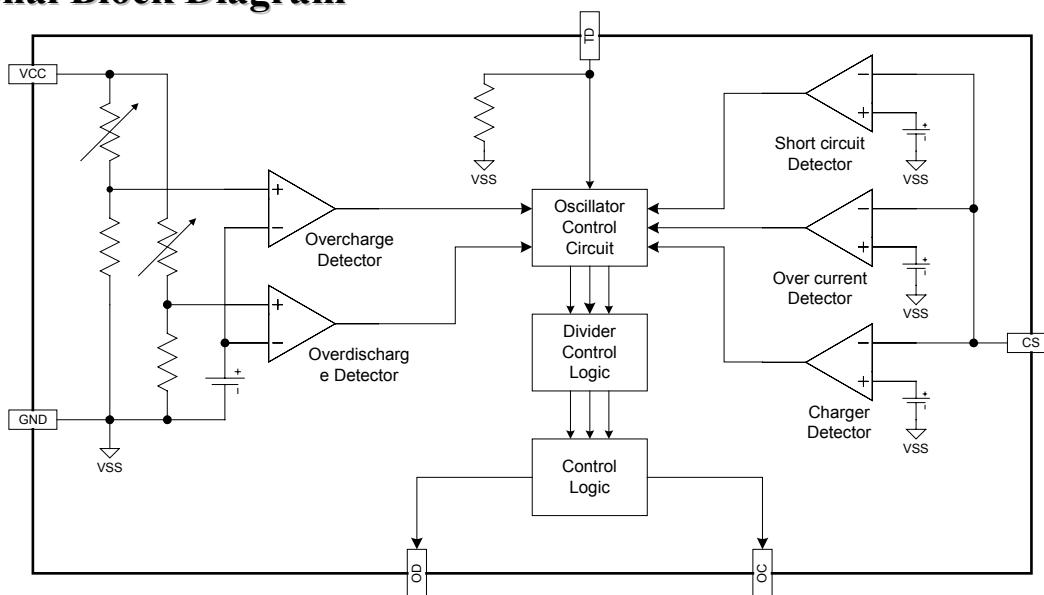 nal Block Diagram
TD
VCC
VSS
Short circuit
Detector
VSS
Oscillator
Control
Circuit
Overcharge
Detector
Over current
Detector
VSS
Divider
Control
Logic
Overdischarg
e Detector
CS
GND
VSS
Charger
Detector
VSS
Control
Logic
OD
OC